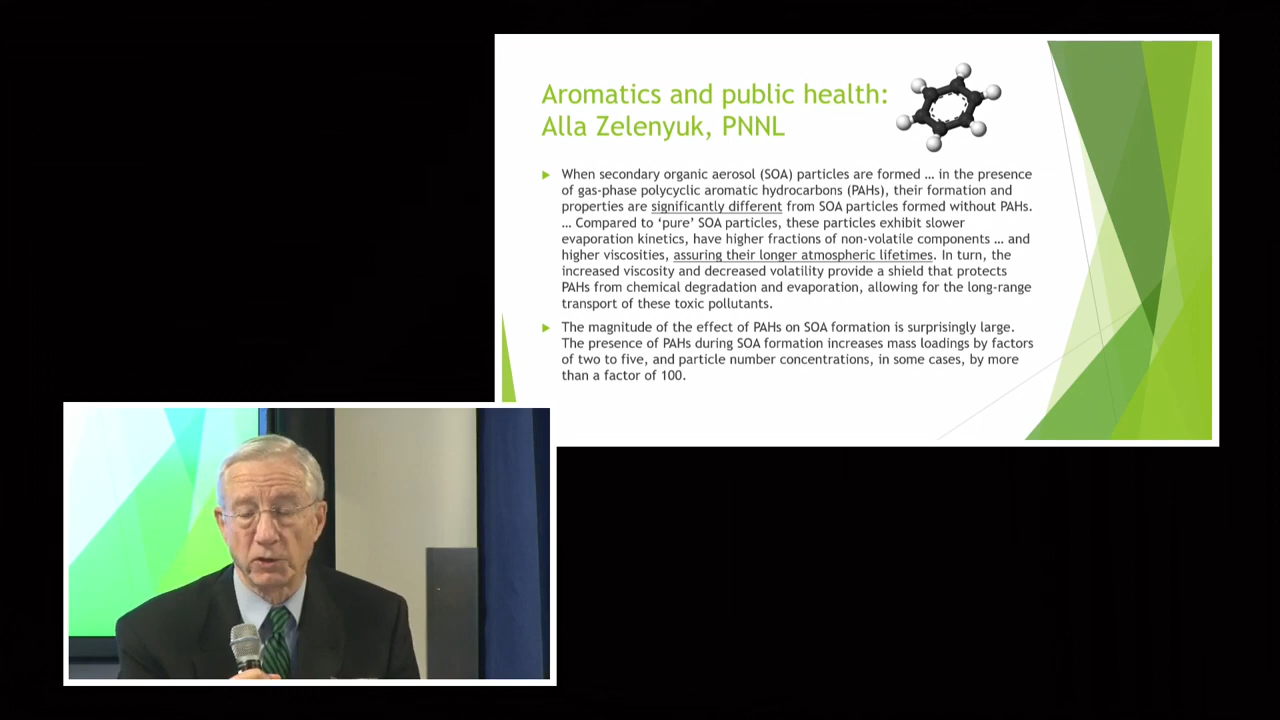 Aromatics and public health:
Alla Zelenyuk, PNNL
When secondary organic aerosol (SOA) particles are formed … in the presence
of gas-phase polycyclic aromatic hydrocarbons (PAHs), their formation and
properties are significantly different from SOA particles formed without PAHs.
… Compared to ‘pure’ SOA particles, these particles exhibit slower
evaporation kinetics, have higher fractions of non-volatile components … and
higher viscosities, assuring their longer atmospheric lifetimes. In turn, the
increased viscosity and decreased volatility provide a shield that protects
PAHs from chemical degradation and evaporation, allowing for the long-range
transport of these toxic pollutants.
The magnitude of the effect of PAHs on SOA formation is surprisingly large.
The presence of PAHs during SOA formation increases mass loadings by factors
of two to five, and particle number concentrations, in some cases, by more
than a factor of 100.